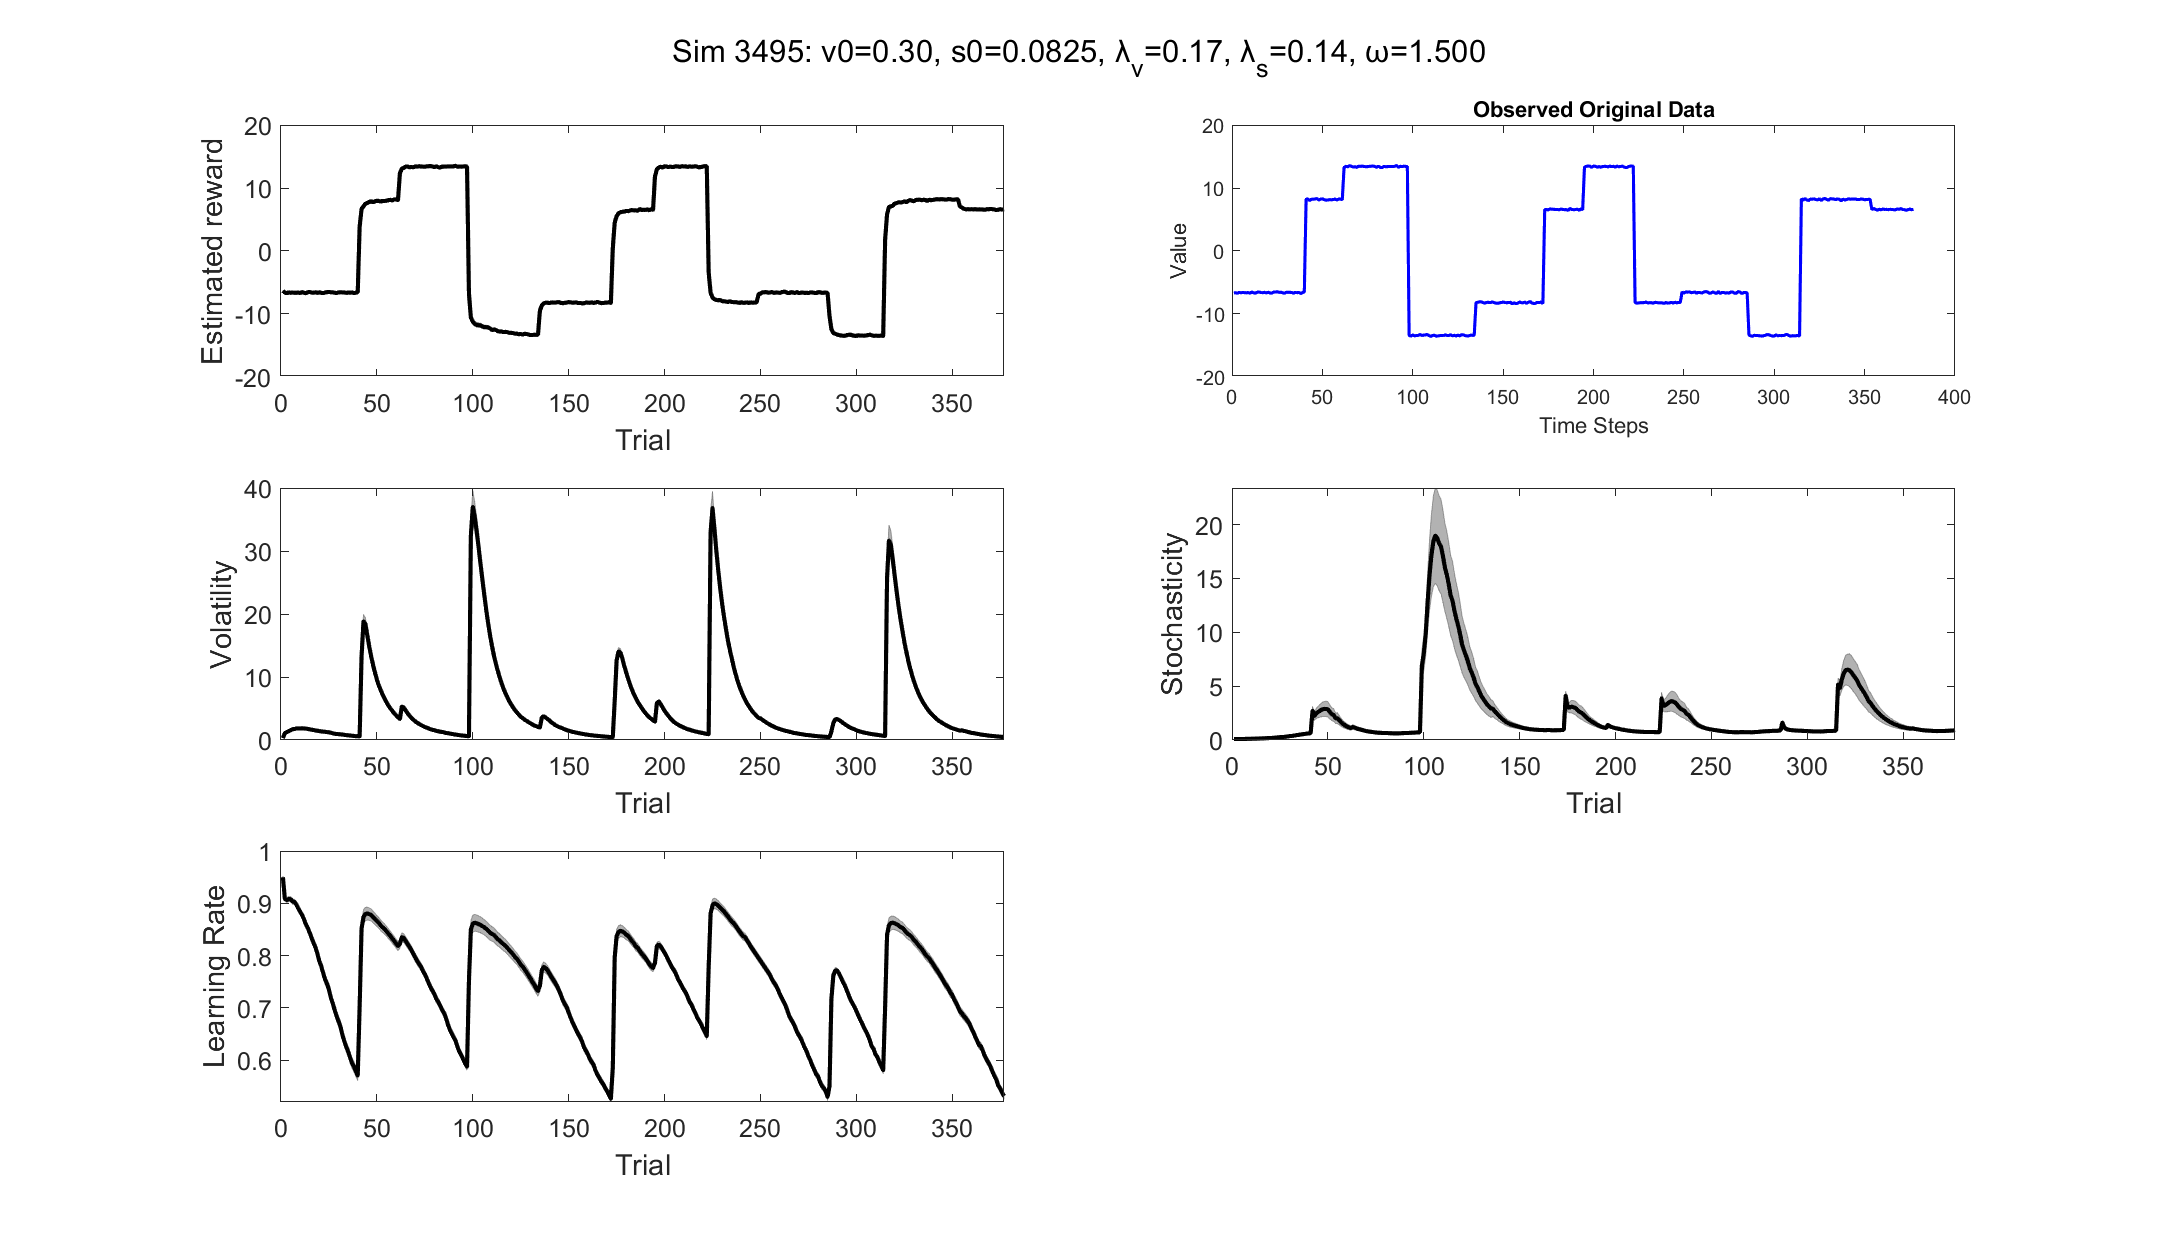 Sim 3495: v0=0.30, s0=0.0825, λ_v=0.17, λ_s=0.14, ω=1.500
Estimated reward
20
10
0
-10
-20
0 50 100 150 200 250 300 350
Trial
Observed Original Data
Value
20
10
0
-10
-20
0 50 100 150 200 250 300 350 400
Time Steps
Volatility
40
30
20
10
0
0 50 100 150 200 250 300 350
Trial
Stochasticity
20
15
10
5
0
0 50 100 150 200 250 300 350
Trial
Learning Rate
1
0.9
0.8
0.7
0.6
0 50 100 150 200 250 300 350
Trial